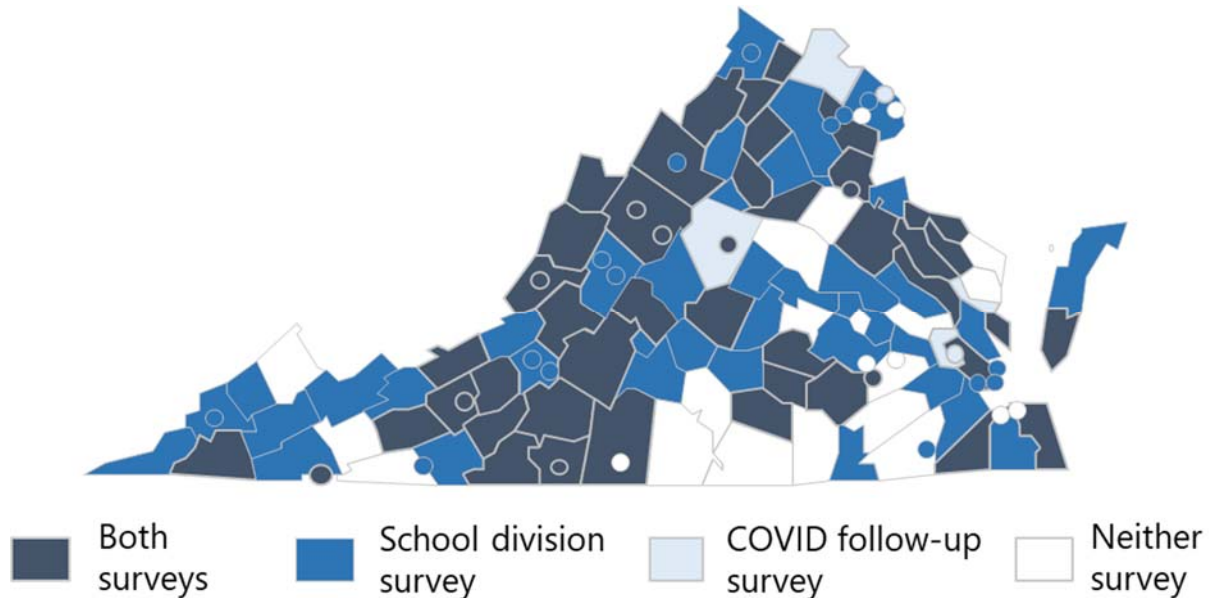 Both
surveys
School division
survey
COVID follow-up
survey
Neither
survey